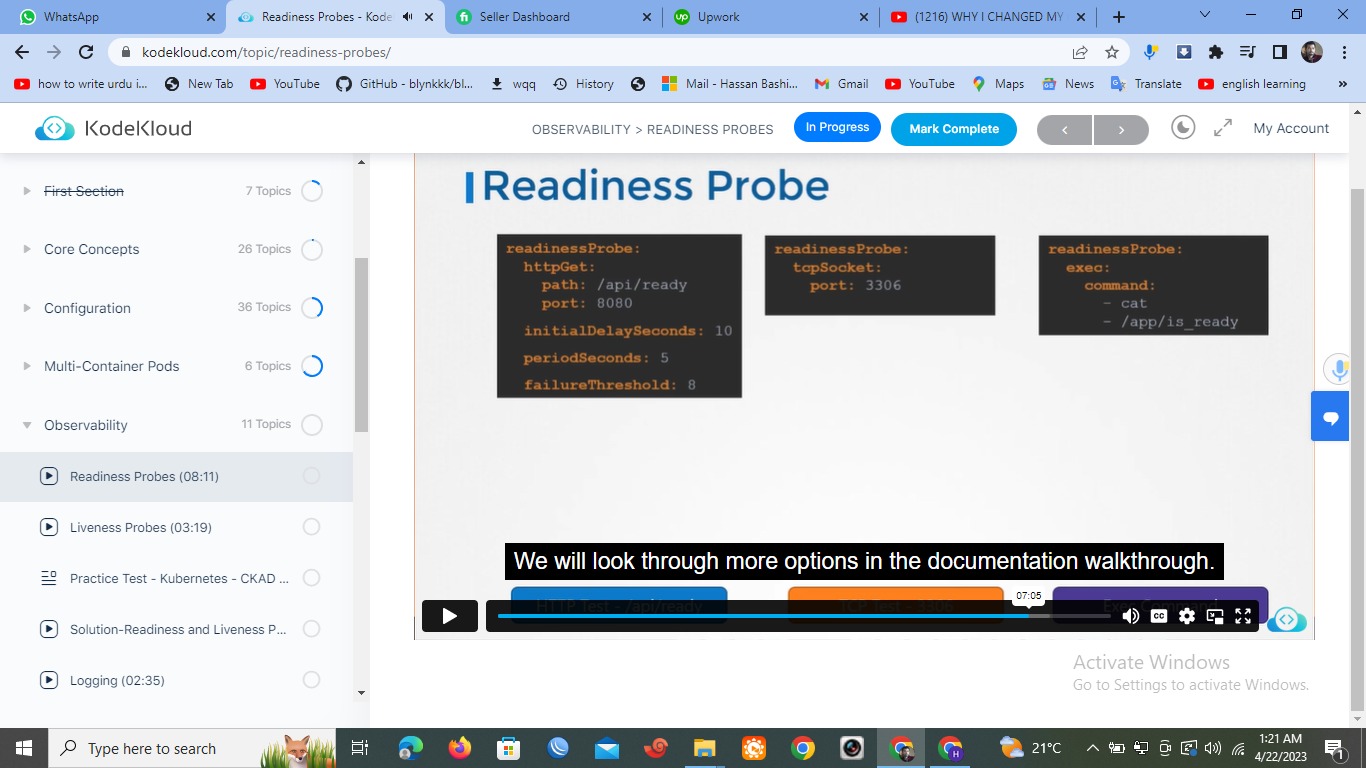 WhatsApp
Readiness Probes - Kode
Seller Dashboard
Upwork
(1216) WHY I CHANGED MY
kodekloud.com/topic/readiness-probes/
how to write urdu i...
New Tab
YouTube
GitHub - blynkkk/bl...
wqq
History
Mail - Hassan Bashi...
Gmail
YouTube
Maps
News
Translate
english learning
»
KodeKloud
OBSERVABILITY > READINESS PROBES
In Progress
Mark Complete
My Account
First Section 7 Topics
Core Concepts 26 Topics
Configuration 36 Topics
Multi-Container Pods 6 Topics
Observability 11 Topics
Readiness Probes (08:11)
Liveness Probes (03:19)
Practice Test - Kubernetes - CKAD ...
Solution-Readiness and Liveness P...
Logging (02:35)
Readiness Probe
readinessProbe:
httpGet:
path: /api/ready
port: 8080
initialDelaySeconds: 10
periodSeconds: 5
failureThreshold: 8
readinessProbe:
tcpSocket:
port: 3306
readinessProbe:
exec:
command:
- cat
- /app/is_ready
We will look through more options in the documentation walkthrough.
HTTP Test - /api/ready
TCP Test - 3306
Exec Command
07:05
CC
Activate Windows
Go to Settings to activate Windows.
Type here to search
21°C
1:21 AM
4/22/2023
1